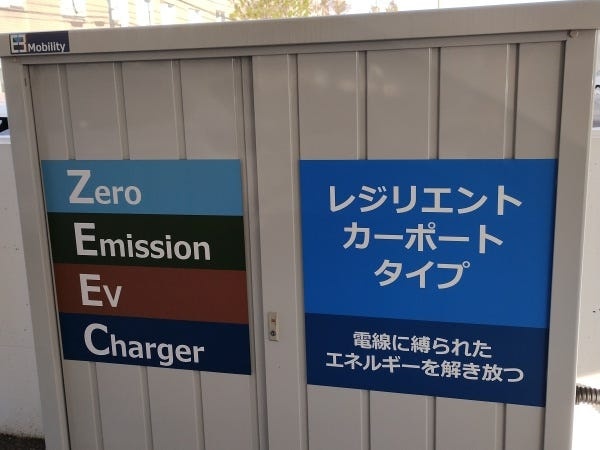 E3 Mobility
Zero
Emission
Ev
Charger
レジリエント
カーポート
タイプ
電線に縛られた
エネルギーを解き放つ